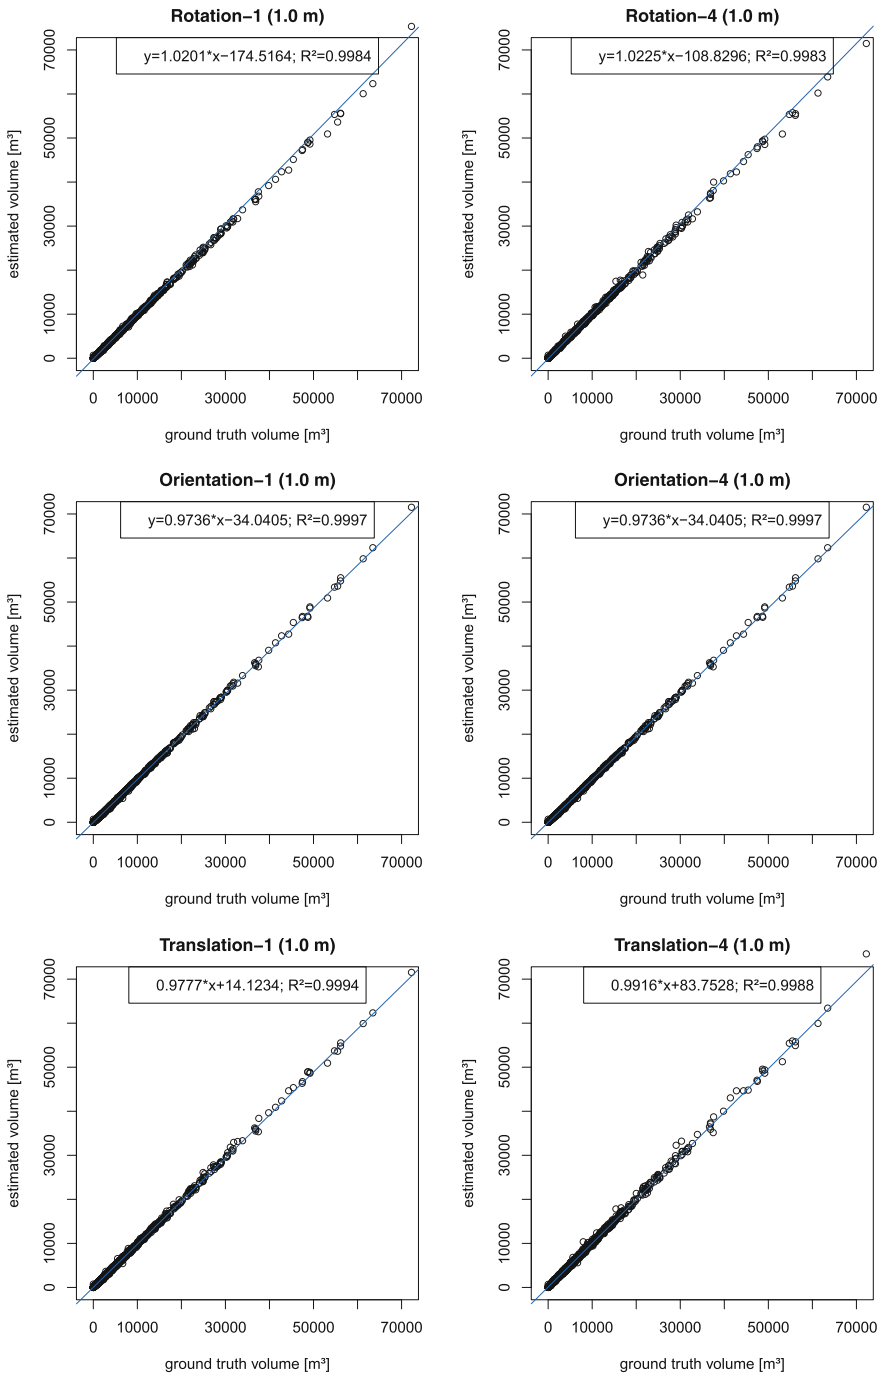 Rotation−1 (1.0 m)
y=1.0201*x−174.5164; R²=0.9984
estimated volume [m³]
0 10000 30000 50000 70000
0 10000 30000 50000 70000
ground truth volume [m³]
Rotation−4 (1.0 m)
y=1.0225*x−108.8296; R²=0.9983
estimated volume [m³]
0 10000 30000 50000 70000
0 10000 30000 50000 70000
ground truth volume [m³]
Orientation−1 (1.0 m)
y=0.9736*x−34.0405; R²=0.9997
estimated volume [m³]
0 10000 30000 50000 70000
0 10000 30000 50000 70000
ground truth volume [m³]
Orientation−4 (1.0 m)
y=0.9736*x−34.0405; R²=0.9997
estimated volume [m³]
0 10000 30000 50000 70000
0 10000 30000 50000 70000
ground truth volume [m³]
Translation−1 (1.0 m)
0.9777*x+14.1234; R²=0.9994
estimated volume [m³]
0 10000 30000 50000 70000
0 10000 30000 50000 70000
ground truth volume [m³]
Translation−4 (1.0 m)
0.9916*x+83.7528; R²=0.9988
estimated volume [m³]
0 10000 30000 50000 70000
0 10000 30000 50000 70000
ground truth volume [m³]